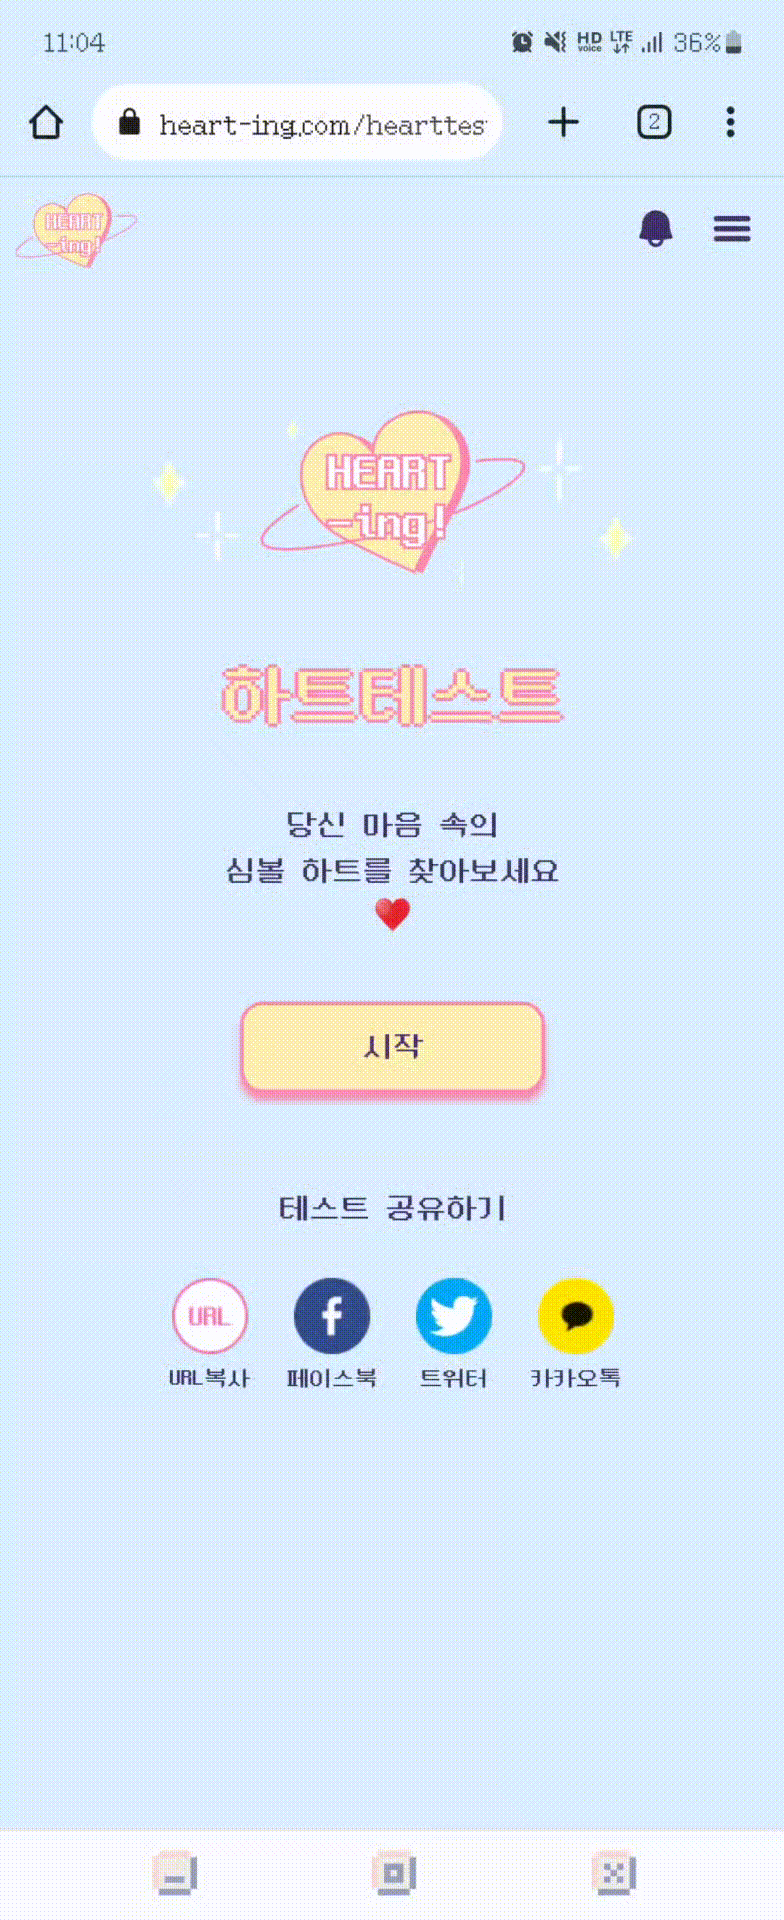 11:04 HD voice LTE 36%
heart-ing.com/hearttes
2
HEART
-ing!
HEART
-ing!
하트테스트
당신 마음 속의
심볼 하트를 찾아보세요
시작
테스트 공유하기
URL
URL복사 페이스북 트위터 카카오톡